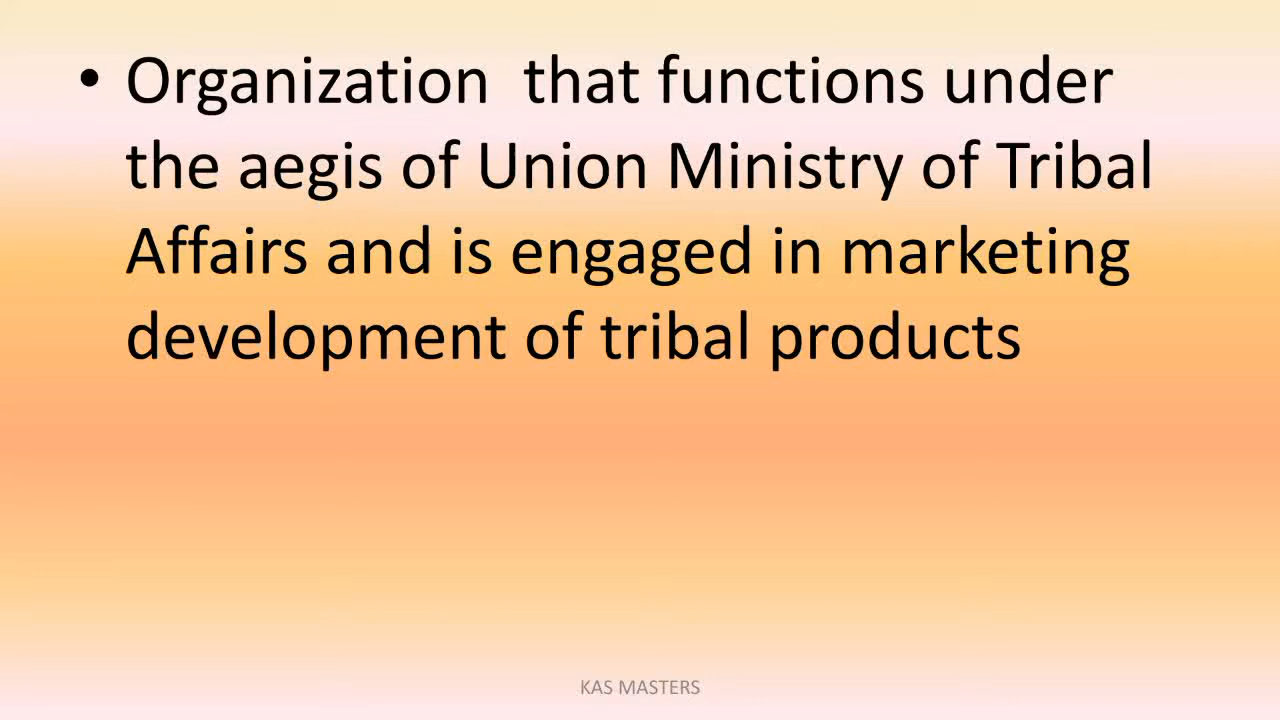 • Organization  that functions under
the aegis of Union Ministry of Tribal
Affairs and is engaged in marketing
development of tribal products
KAS MASTERS